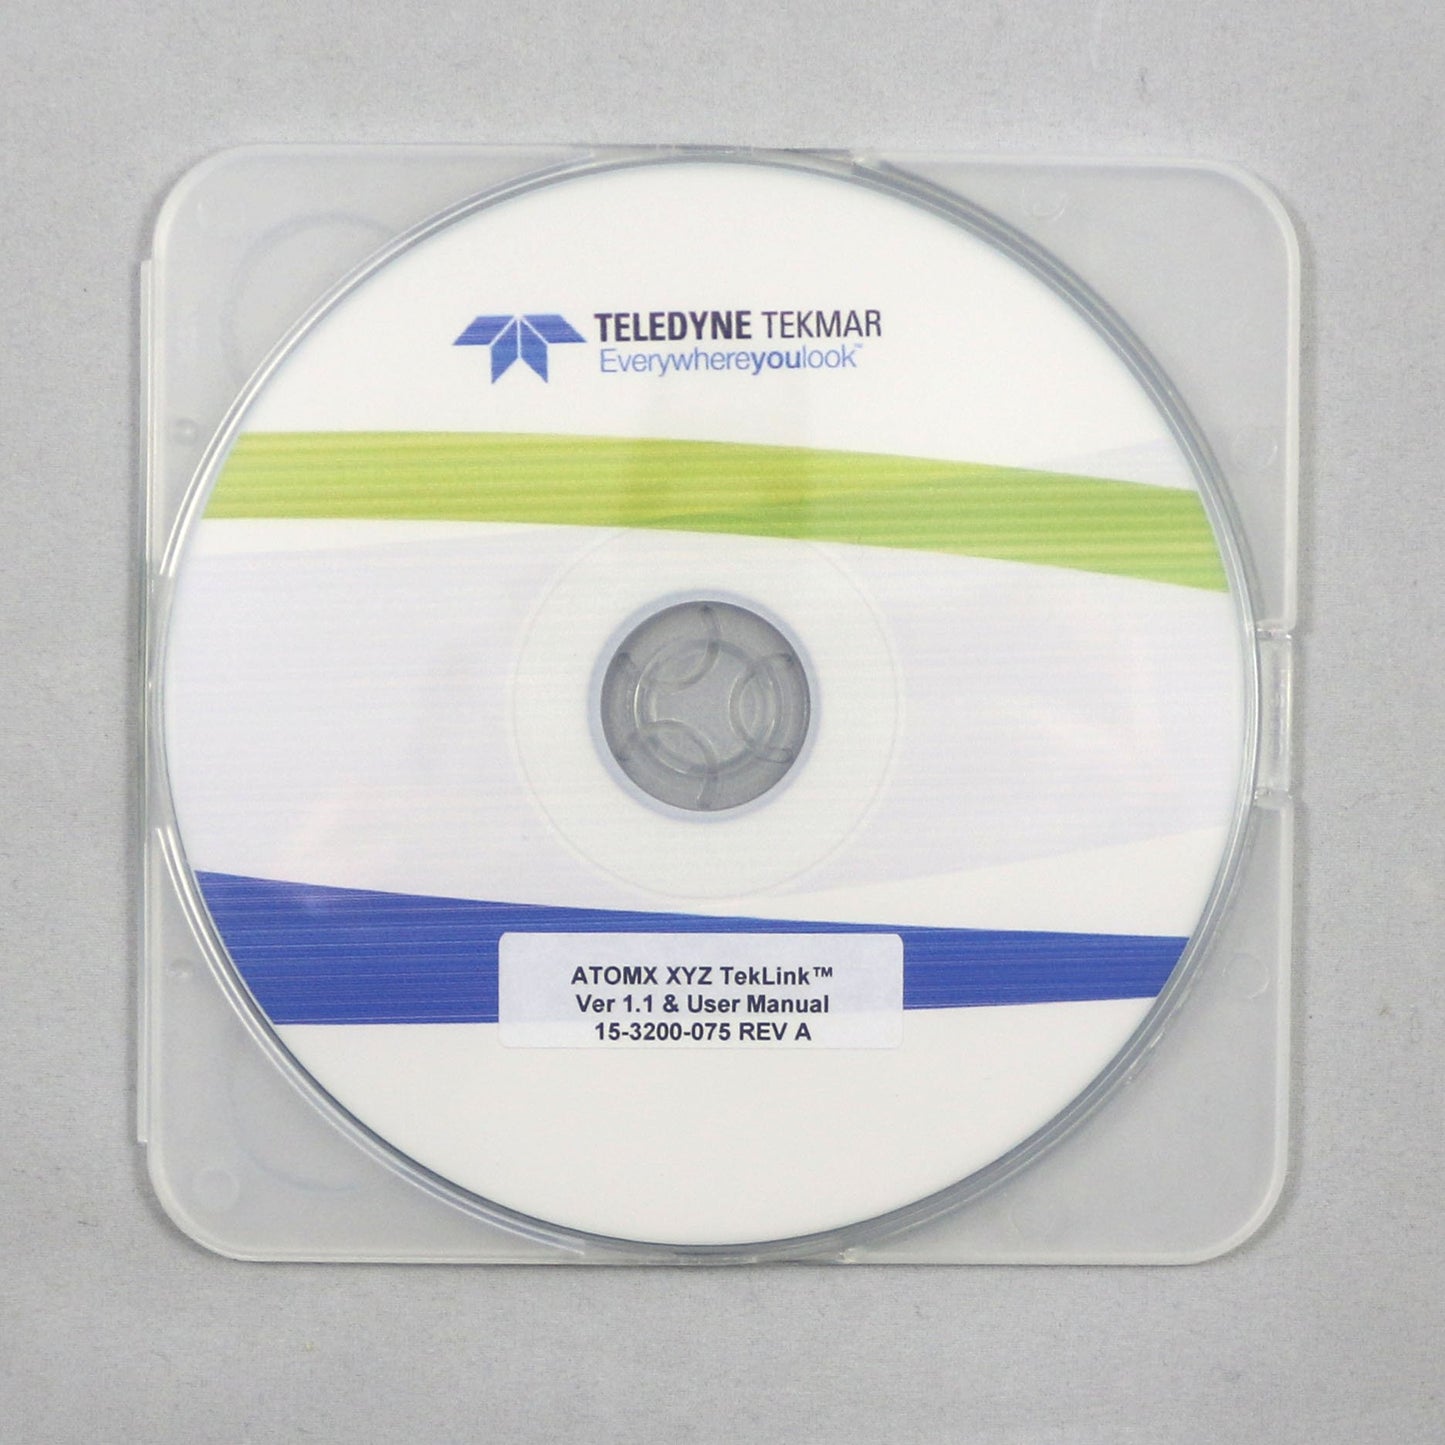 TELEDYNE TEKMAR
Everywhereyoulook™
ATOMX XYZ TekLink™
Ver 1.1 & User Manual
15-3200-075 REV A